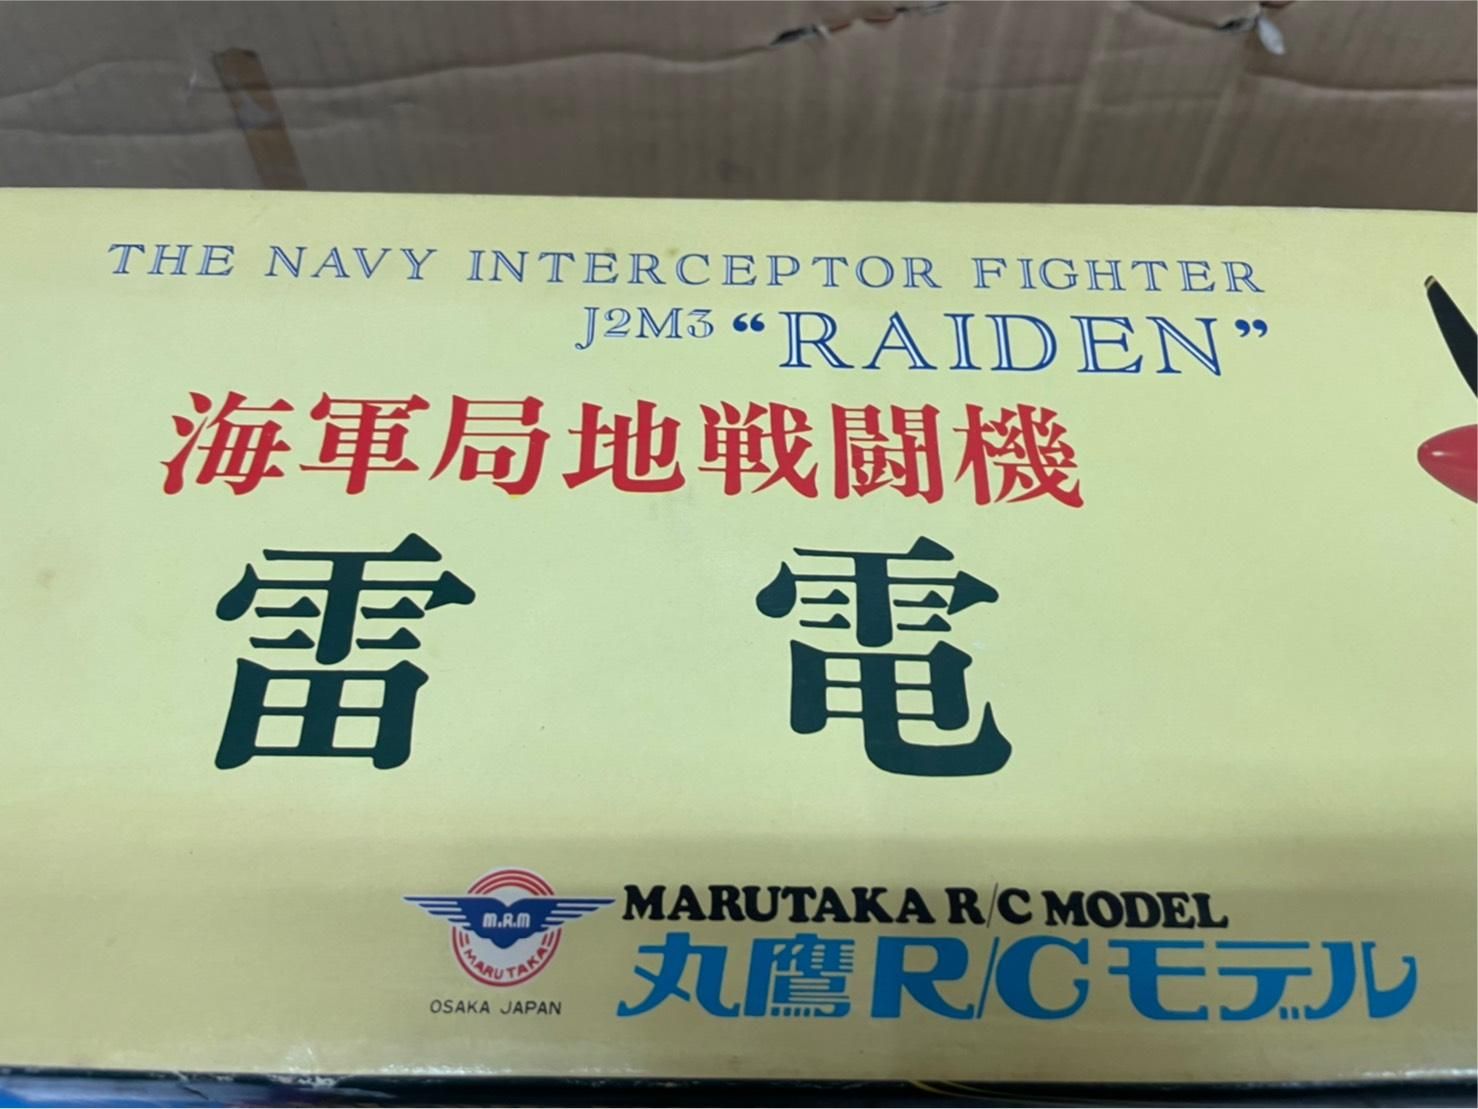 THE NAVY INTERCEPTOR FIGHTER
J2M3 “RAIDEN”
海軍局地戦闘機
雷電
M.R.M
MARUTAKA
OSAKA JAPAN
MARUTAKA R/C MODEL
丸鷹R/Cモデル